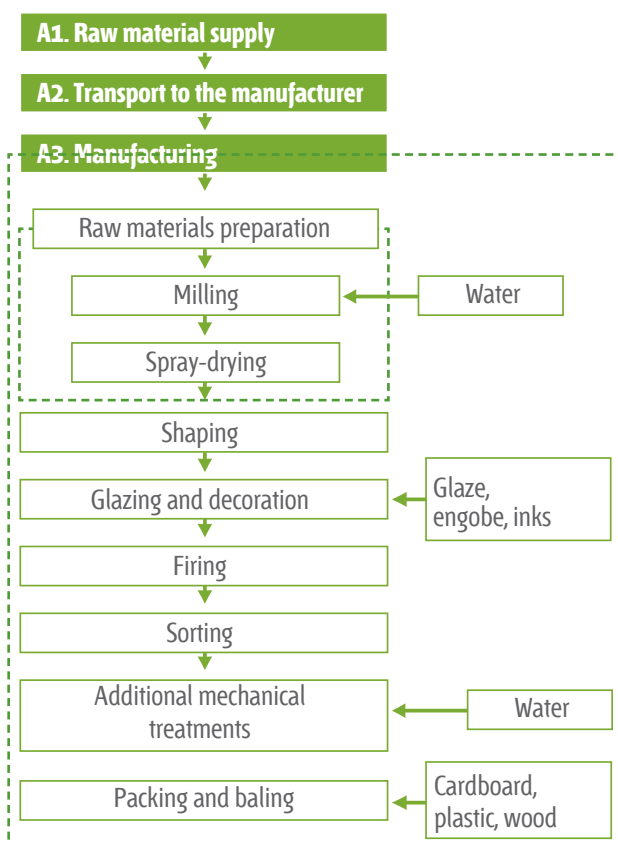 A1. Raw material supply
A2. Transport to the manufacturer
A3. Manufacturing
Raw materials preparation
Milling
Water
Spray-drying
Shaping
Glazing and decoration
Glaze,
engobe, inks
Firing
Sorting
Additional mechanical
treatments
Water
Packing and baling
Cardboard,
plastic, wood